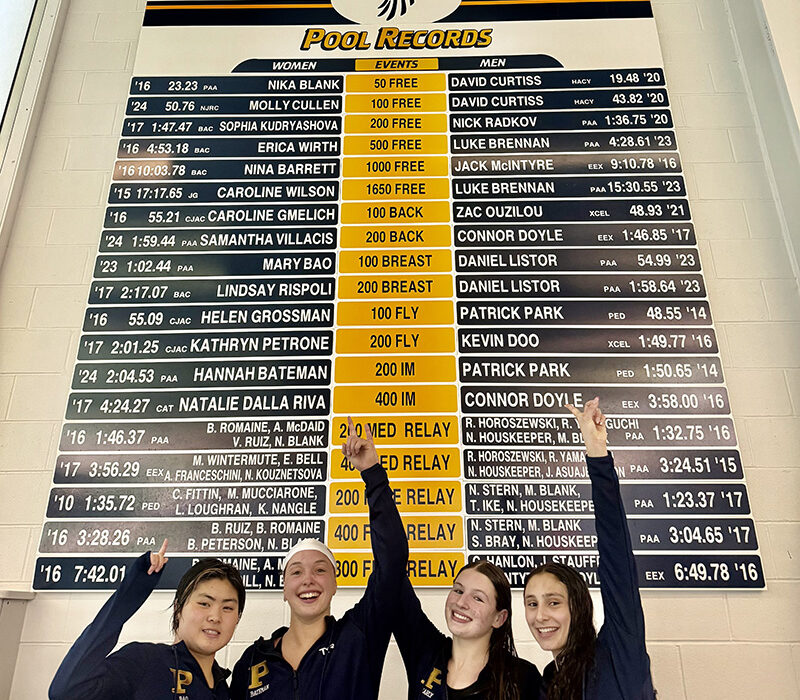 POOL RECORDS
WOMEN EVENTS MEN
'16 23.23 PAA NIKA BLANK 50 FREE DAVID CURTISS HACY 19.48 '20
'24 50.76 NJRC MOLLY CULLEN 100 FREE DAVID CURTISS HACY 43.82 '20
'17 1:47.47 BAC SOPHIA KUDRYASHOVA 200 FREE NICK RADKOV PAA 1:36.75 '20
'16 4:53.18 BAC ERICA WIRTH 500 FREE LUKE BRENNAN PAA 4:28.61 '23
'16 10:03.78 BAC NINA BARRETT 1000 FREE JACK McINTYRE EEX 9:10.78 '16
'15 17:17.65 JG CAROLINE WILSON 1650 FREE LUKE BRENNAN PAA 15:30.55 '23
'16 55.21 CJAC CAROLINE GMELICH 100 BACK ZAC OUZILOU XCEL 48.93 '21
'24 1:59.44 PAA SAMANTHA VILLACIS 200 BACK CONNOR DOYLE EEX 1:46.85 '17
'23 1:02.44 PAA MARY BAO 100 BREAST DANIEL LISTOR PAA 54.99 '23
'17 2:17.07 BAC LINDSAY RISPOLI 200 BREAST DANIEL LISTOR PAA 1:58.64 '23
'16 55.09 CJAC HELEN GROSSMAN 100 FLY PATRICK PARK PED 48.55 '14
'17 2:01.25 CJAC KATHRYN PETRONE 200 FLY KEVIN DOO XCEL 1:49.77 '16
'24 2:04.53 PAA HANNAH BATEMAN 200 IM PATRICK PARK PED 1:50.65 '14
'17 4:24.27 CAT NATALIE DALLA RIVA 400 IM CONNOR DOYLE EEX 3:58.00 '16
'16 1:46.37 PAA B. ROMAINE, A. McDAID MED RELAY R. HOROSZEWSKI, R. PAA 1:32.75 '16
V. RUIZ, N. BLANK N. HOUSKEEPER, M.
'17 3:56.29 EEX M. WINTERMUTE, E. BELL RELAY R. HOROSZEWSKI, R. PAA 3:24.51 '15
A. FRANCESCHINI, N. KOUZNETSOVA N. HOUSKEEPER, J.
'10 1:35.72 PED C. FITTIN, M. MUCCIARONE, 200 RELAY N. STERN, M. BLANK, PAA 1:23.37 '17
L. LOUGHRAN, K. NANGLE T. IKE, N. HOUSEKEEPER
'16 3:28.26 PAA B. RUIZ, B. ROMAINE 400 RELAY N. STERN, M. BLANK PAA 3:04.65 '17
B. PETERSON, N. S. BRAY, N. HOUSKEEPER
'16 7:42.01 RELAY HANLON, J. EEX 6:49.78 '16
DOYLE
P
P
BATEMAN
P
TYR